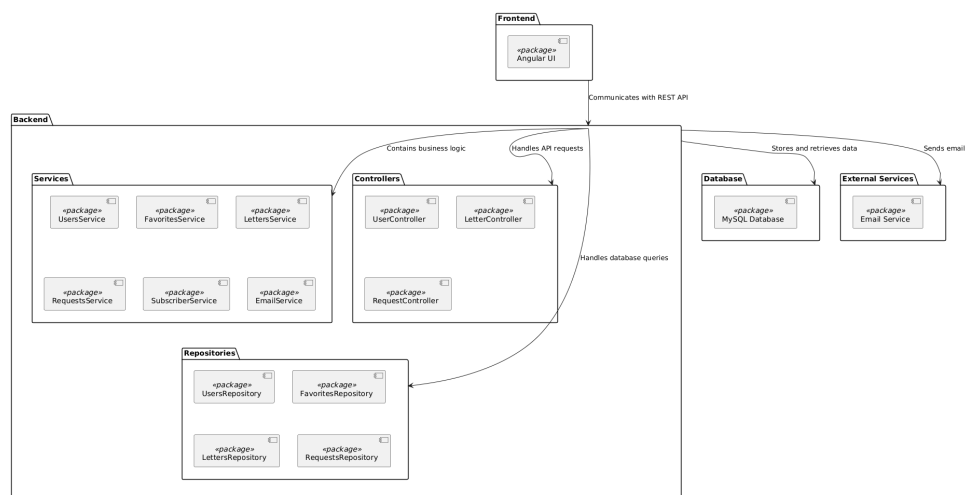 Frontend
«package»
Angular UI
Communicates with REST API
Backend
Contains business logic
Handles API requests
Stores and retrieves data
Sends email
Services
«package»
UsersService
«package»
FavoritesService
«package»
LettersService
«package»
RequestsService
«package»
SubscriberService
«package»
EmailService
Controllers
«package»
UserController
«package»
LetterController
«package»
RequestController
Database
«package»
MySQL Database
External Services
«package»
Email Service
Handles database queries
Repositories
«package»
UsersRepository
«package»
FavoritesRepository
«package»
LettersRepository
«package»
RequestsRepository